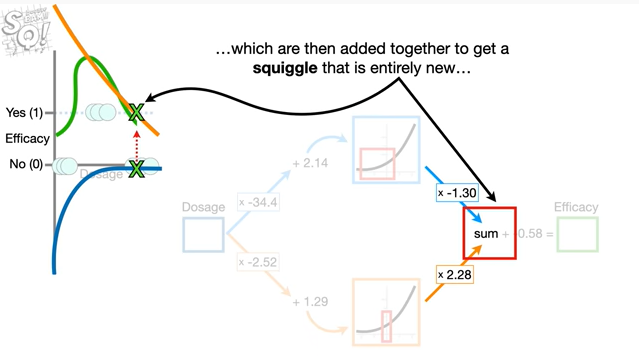 …which are then added together to get a
squiggle that is entirely new…
Yes (1)
Efficacy
No (0)
Dosage
+ 2.14
x -34.4
x -1.30
Dosage
Efficacy
sum + -0.58 =
x -2.52
x 2.28
+ 1.29